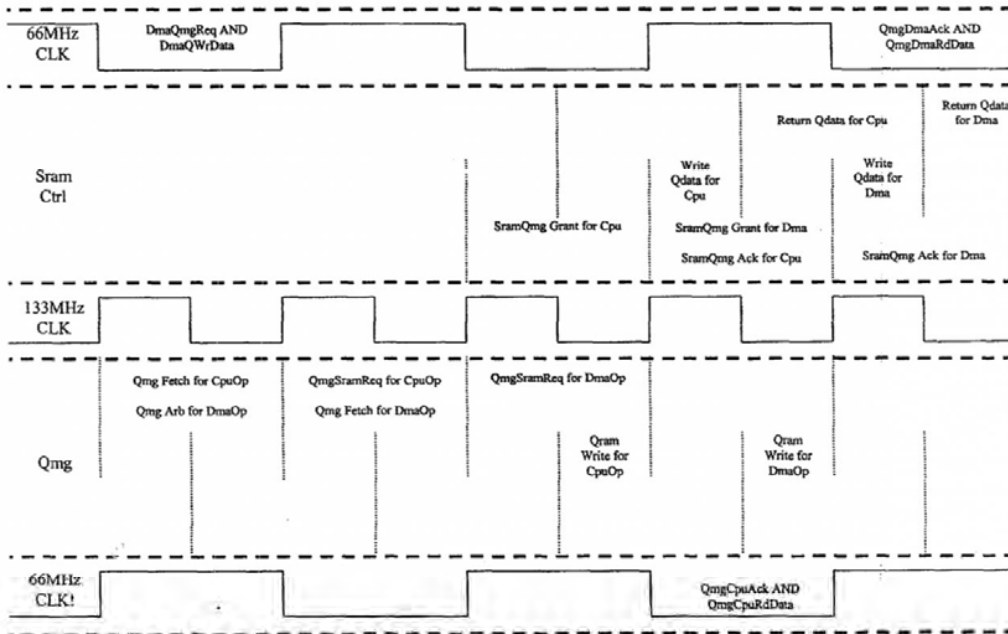 66MHz
CLK
DmaQmgReq AND
DmaQWrData
QmgDmaAck AND
QmgDmaRdData
Sram
Ctrl
Return Qdata for Cpu
Return Qdata
for Dma
Write
Qdata for
Cpu
Write
Qdata for
Dma
SramQmg Grant for Cpu
SramQmg Grant for Dma
SramQmg Ack for Cpu
SramQmg Ack for Dma
133MHz
CLK
Qmg
Qmg Fetch for CpuOp
Qmg Arb for DmaOp
QmgSramReq for CpuOp
Qmg Fetch for DmaOp
QmgSramReq for DmaOp
Qram
Write for
CpuOp
Qram
Write for
DmaOp
66MHz
CLK!
QmgCpuAck AND
QmgCpuRdData